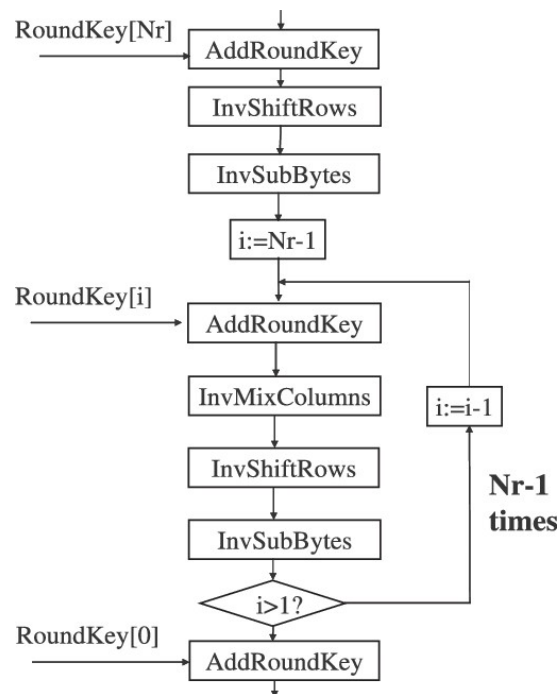 RoundKey[Nr]
AddRoundKey
InvShiftRows
InvSubBytes
i:=Nr-1
RoundKey[i]
AddRoundKey
InvMixColumns
i:=i-1
InvShiftRows
Nr-1
times
InvSubBytes
i>1?
RoundKey[0]
AddRoundKey